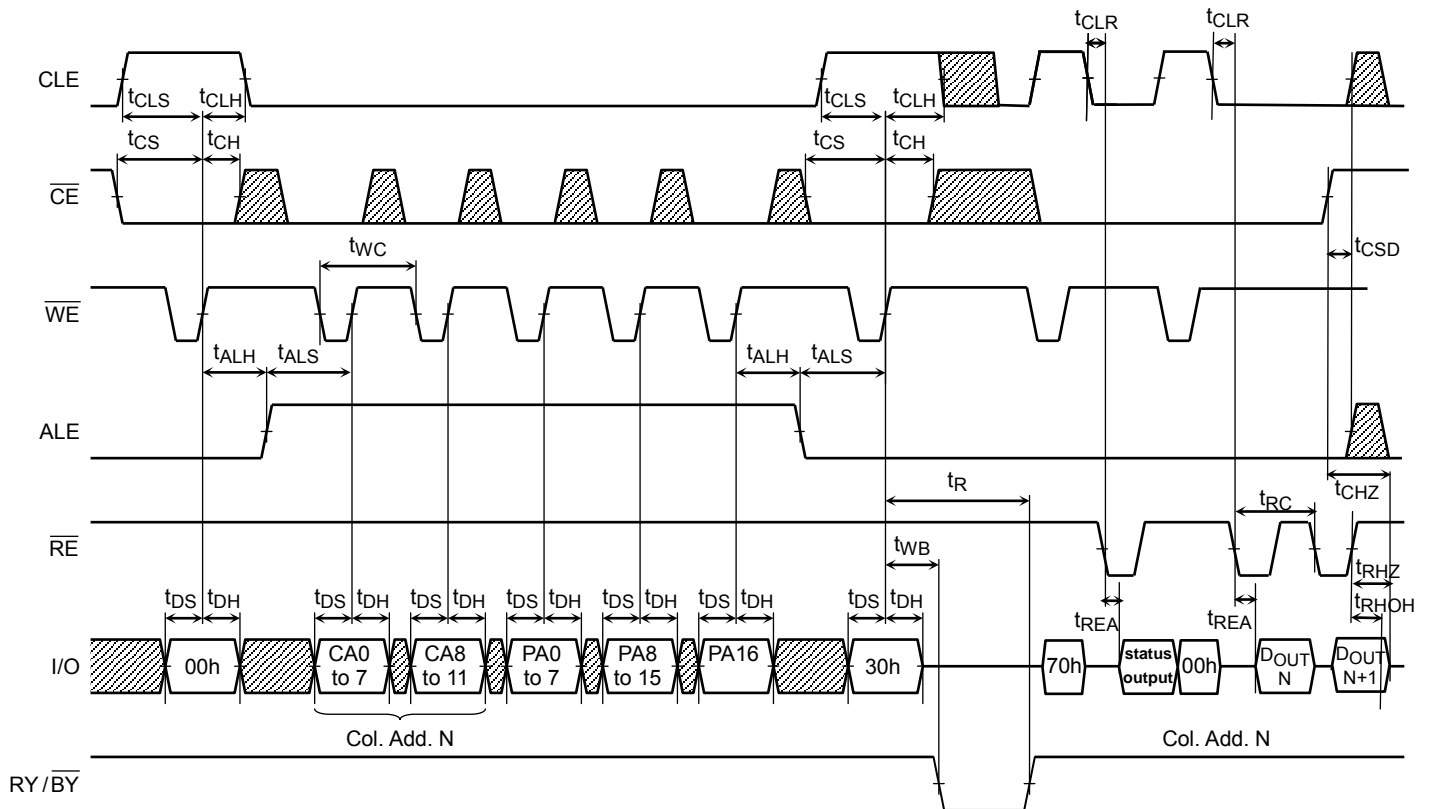 tCLR tCLR
CLE
tCLS tCLH tCLS tCLH
tCS tCH tCS tCH
CE
tWC tCSD
WE
tALH tALS tALH tALS
ALE
tR tCHZ
tRC
RE
tWB
tRHZ
tDS tDH tDS tDH tDS tDH tDS tDH tDS tDH tDS tDH tDS tDH tREA tREA tRHOH
I/O 00h CA0 to 7 CA8 to 11 PA0 to 7 PA8 to 15 PA16 30h 70h status output 00h DOUT N DOUT N+1
Col. Add. N Col. Add. N
RY/BY